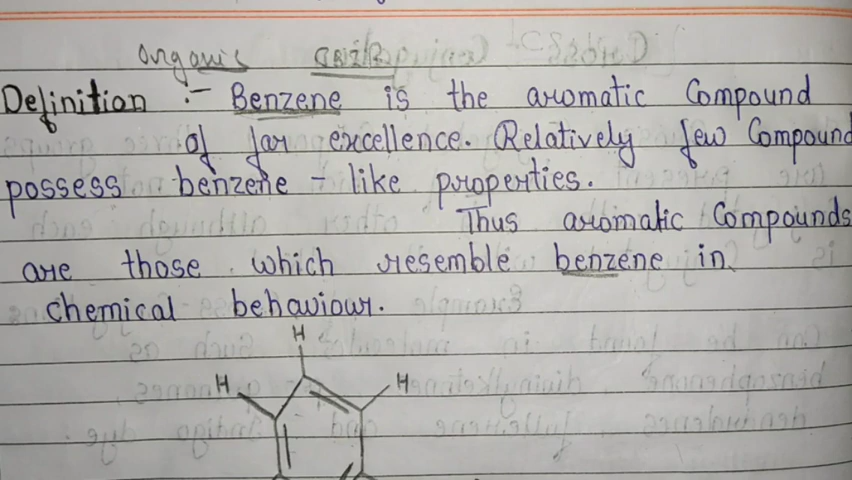 organic
Definition :- Benzene is the aromatic Compound
of far excellence. Relatively few Compound
possess benzene - like properties.
Thus aromatic Compounds
are those which resemble benzene in
chemical behaviour.
H
H H